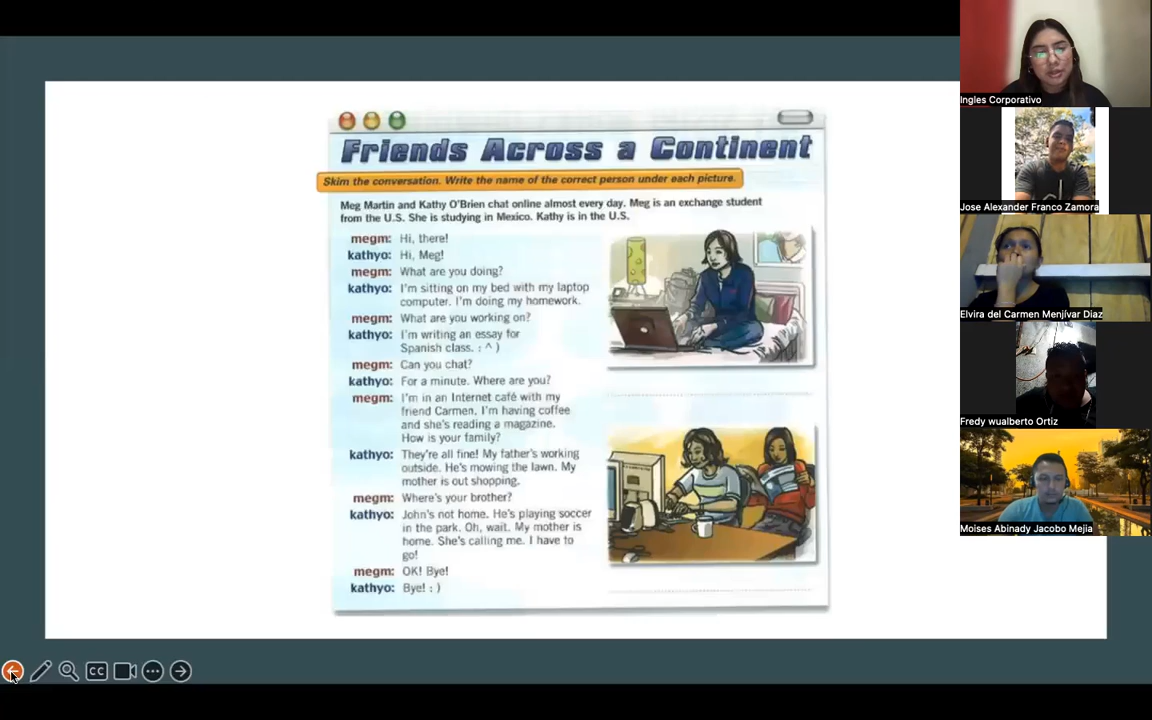 Friends Across a Continent
Skim the conversation. Write the name of the correct person under each picture.
Meg Martin and Kathy O'Brien chat online almost every day. Meg is an exchange student
from the U.S. She is studying in Mexico. Kathy is in the U.S.
megm: Hi, there!
kathyo: Hi, Meg!
megm: What are you doing?
kathyo: I'm sitting on my bed with my laptop
computer. I'm doing my homework.
megm: What are you working on?
kathyo: I'm writing an essay for
Spanish class. : ^ )
megm: Can you chat?
kathyo: For a minute. Where are you?
megm: I'm in an Internet café with my
friend Carmen. I'm having coffee
and she's reading a magazine.
How is your family?
kathyo: They're all fine! My father's working
outside. He's mowing the lawn. My
mother is out shopping.
megm: Where's your brother?
kathyo: John's not home. He's playing soccer
in the park. Oh, wait. My mother is
home. She's calling me. I have to
go!
megm: OK! Bye!
kathyo: Bye! : )
CC
Ingles Corporativo
Jose Alexander Franco Zamora
Elvira del Carmen Menjívar Diaz
Fredy wualberto Ortiz
Moises Abinady Jacobo Mejia